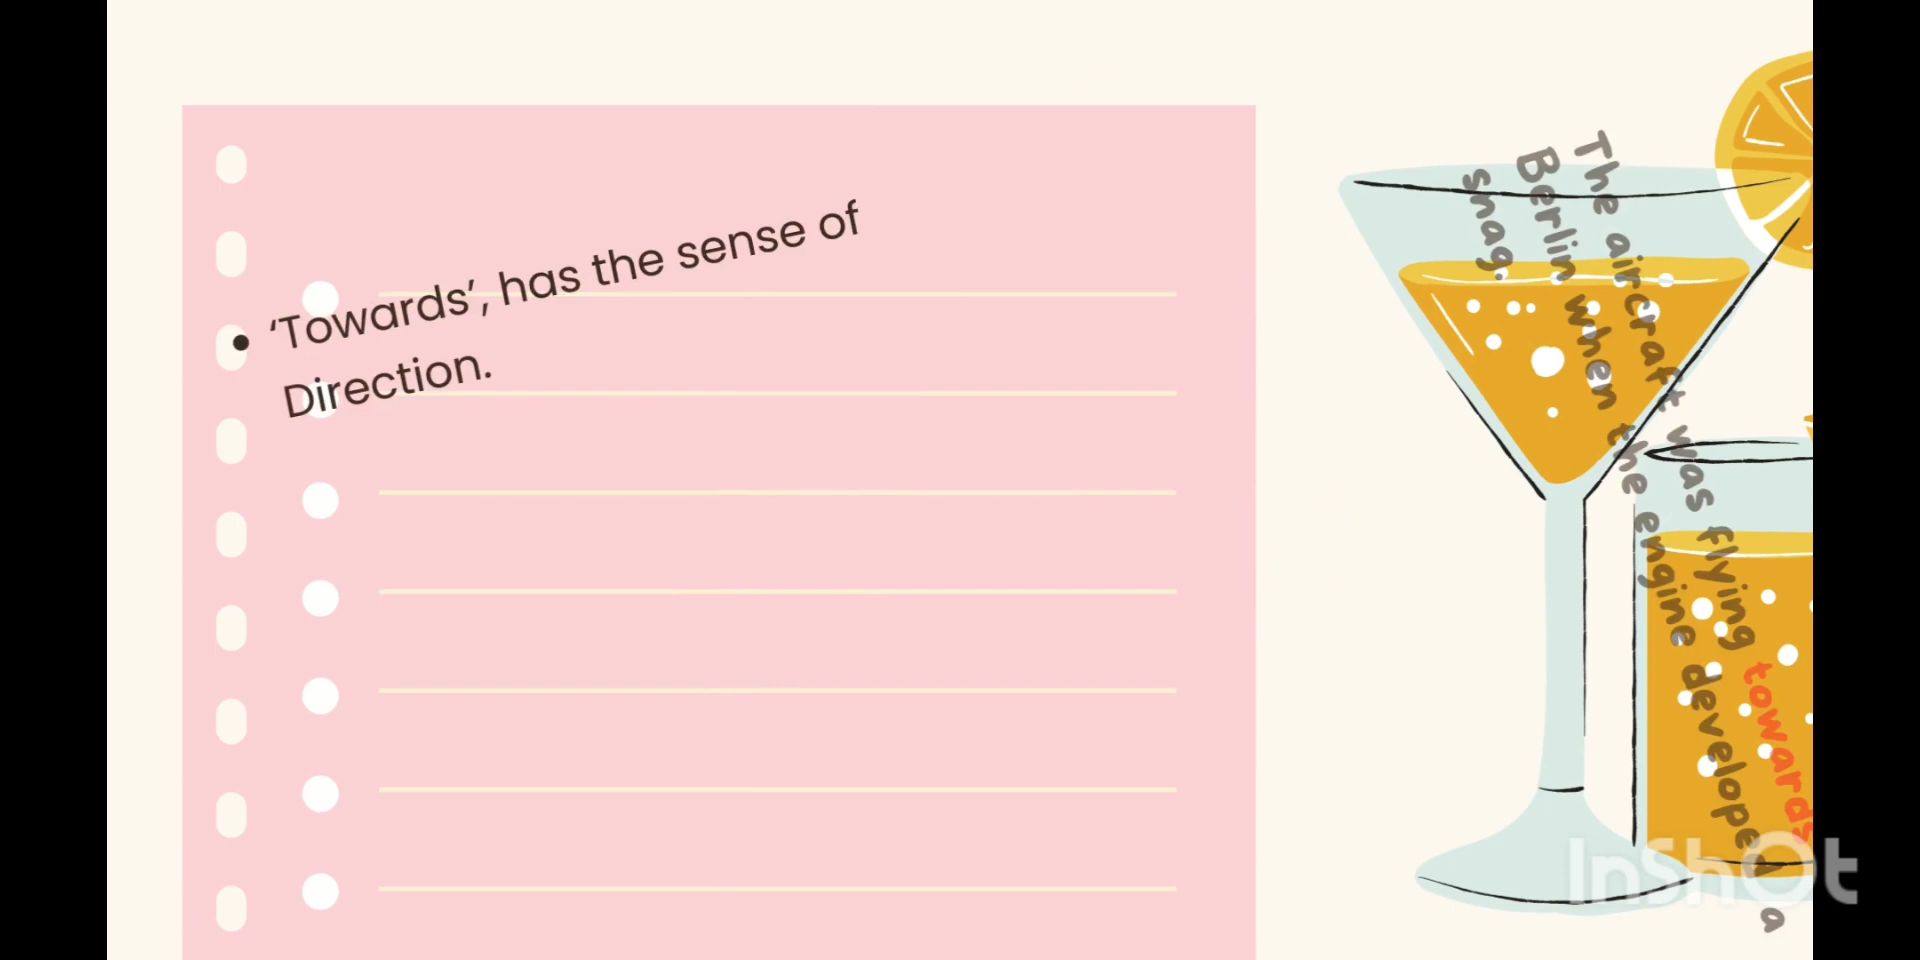 • ‘Towards’, has the sense of
Direction.
The aircraft was flying towards
Berlin when the engine developed a
snag.
InShOt